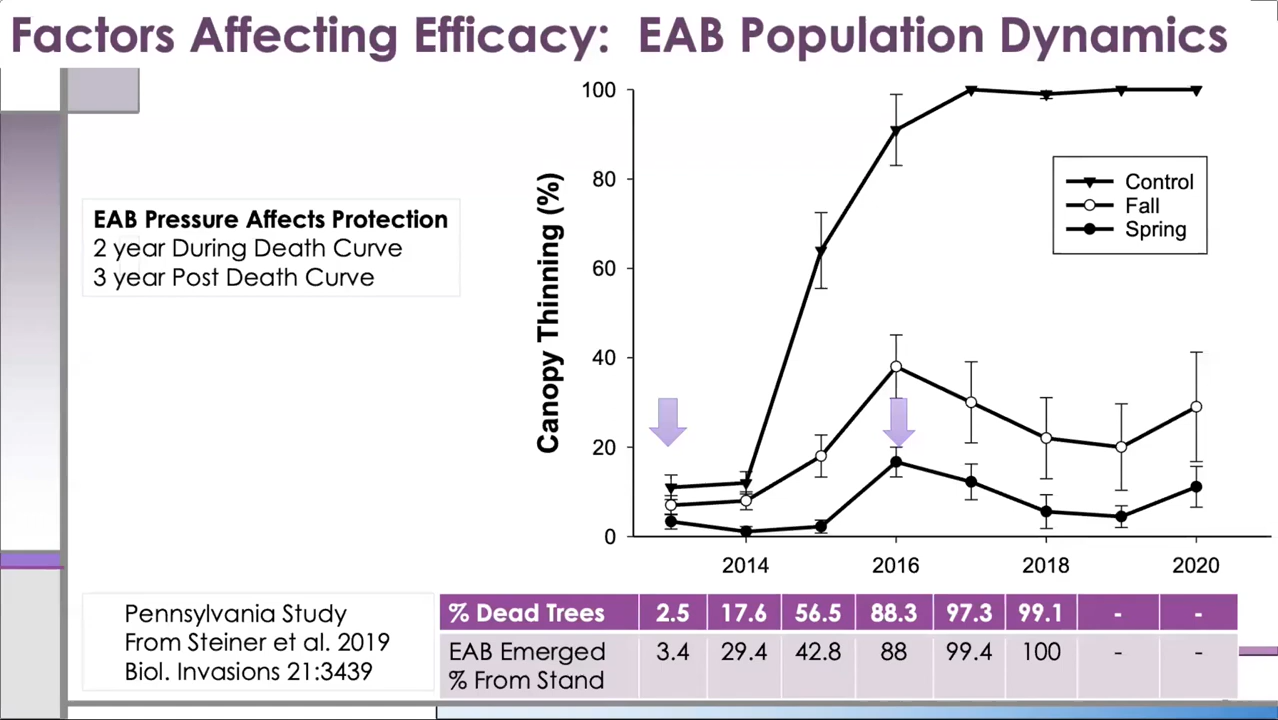 Factors Affecting Efficacy: EAB Population Dynamics
EAB Pressure Affects Protection
2 year During Death Curve
3 year Post Death Curve
Canopy Thinning (%)
100
80
60
40
20
0
Control
Fall
Spring
2014 2016 2018 2020
Pennsylvania Study
From Steiner et al. 2019
Biol. Invasions 21:3439
% Dead Trees 2.5 17.6 56.5 88.3 97.3 99.1 - -
EAB Emerged 3.4 29.4 42.8 88 99.4 100 - -
% From Stand